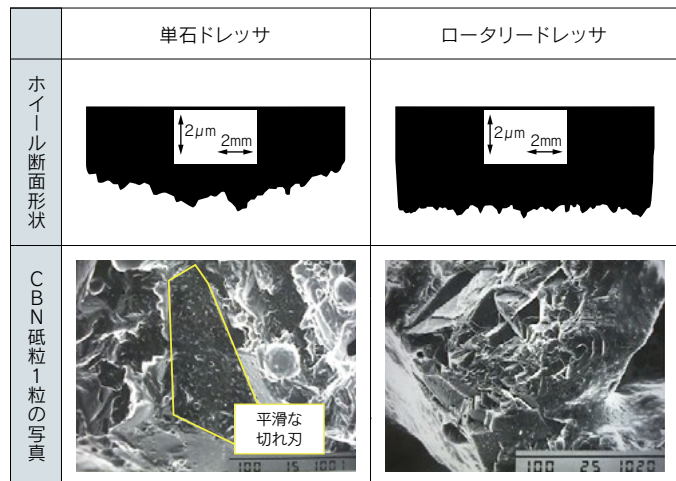 単石ドレッサ
ロータリードレッサ
ホイール断面形状
2μm
2mm
2μm
2mm
CBN砥粒1粒の写真
平滑な
切れ刃
100 15 1001
100 25 1020